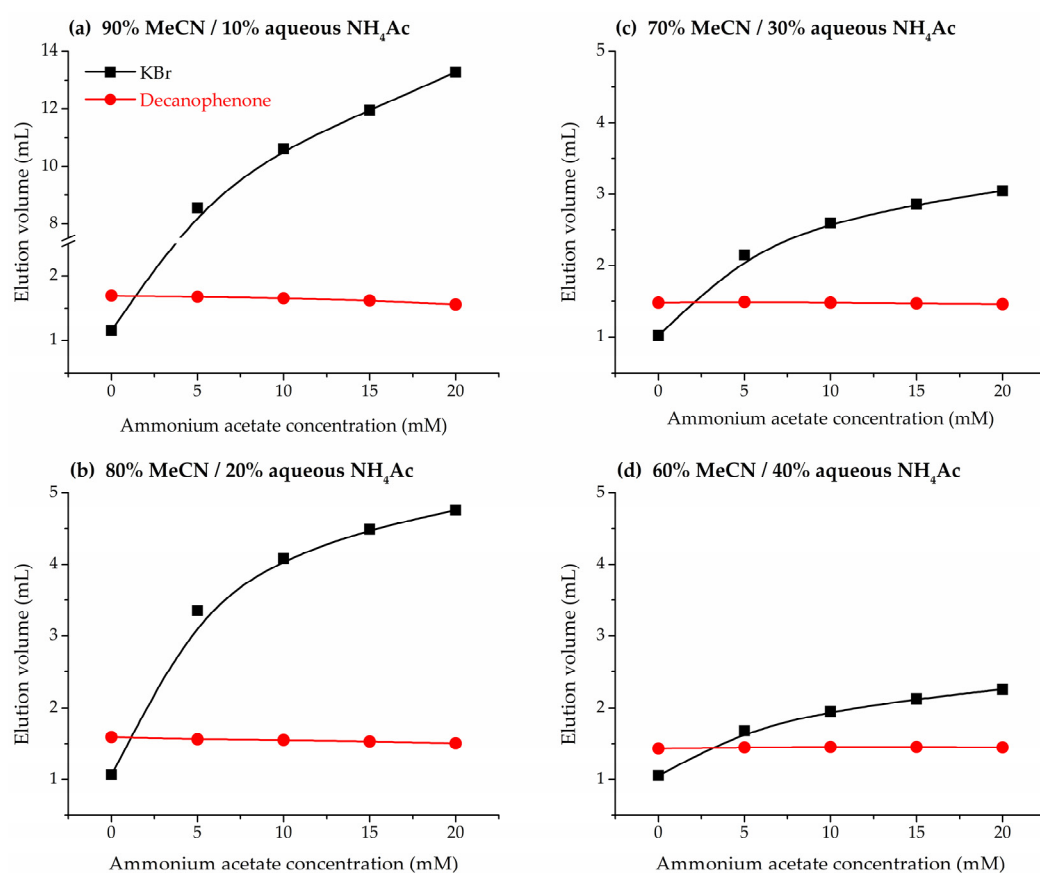 (a) 90% MeCN / 10% aqueous NH₄Ac
14
12
10
8
2
1
KBr
Decanophenone
Elution volume (mL)
0 5 10 15 20
Ammonium acetate concentration (mM)
(c) 70% MeCN / 30% aqueous NH₄Ac
5
4
3
2
1
Elution volume (mL)
0 5 10 15 20
Ammonium acetate concentration (mM)
(b) 80% MeCN / 20% aqueous NH₄Ac
5
4
3
2
1
Elution volume (mL)
0 5 10 15 20
Ammonium acetate concentration (mM)
(d) 60% MeCN / 40% aqueous NH₄Ac
5
4
3
2
1
Elution volume (mL)
0 5 10 15 20
Ammonium acetate concentration (mM)